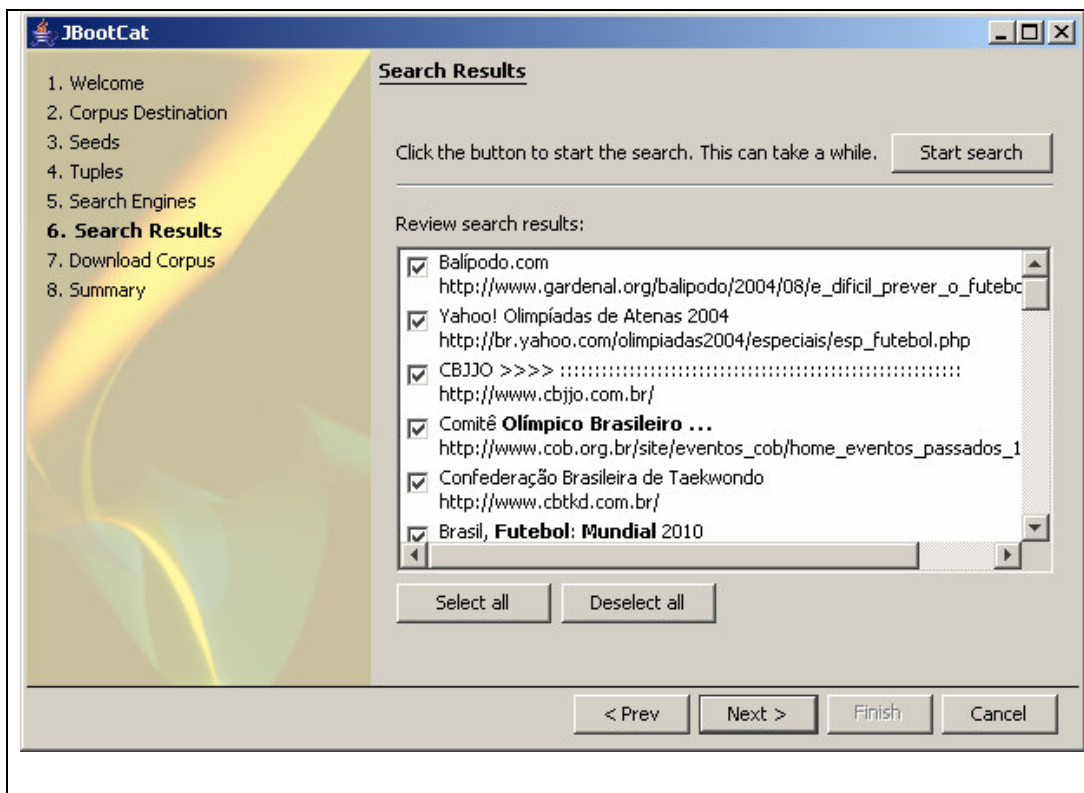 JBootCat
1. Welcome
2. Corpus Destination
3. Seeds
4. Tuples
5. Search Engines
6. Search Results
7. Download Corpus
8. Summary
Search Results
Click the button to start the search. This can take a while.
Start search
Review search results:
Balípodo.com
http://www.gardenal.org/balipodo/2004/08/e_dificil_prever_o_futebc
Yahoo! Olimpíadas de Atenas 2004
http://br.yahoo.com/olimpiadas2004/especiais/esp_futebol.php
CBJJO >>>> ::::::::::::::::::::::::::::::::::::::::::::::::::::::::::
http://www.cbjjo.com.br/
Comitê Olímpico Brasileiro ...
http://www.cob.org.br/site/eventos_cob/home_eventos_passados_1
Confederação Brasileira de Taekwondo
http://www.cbtkd.com.br/
Brasil, Futebol: Mundial 2010
Select all
Deselect all
< Prev
Next >
Finish
Cancel